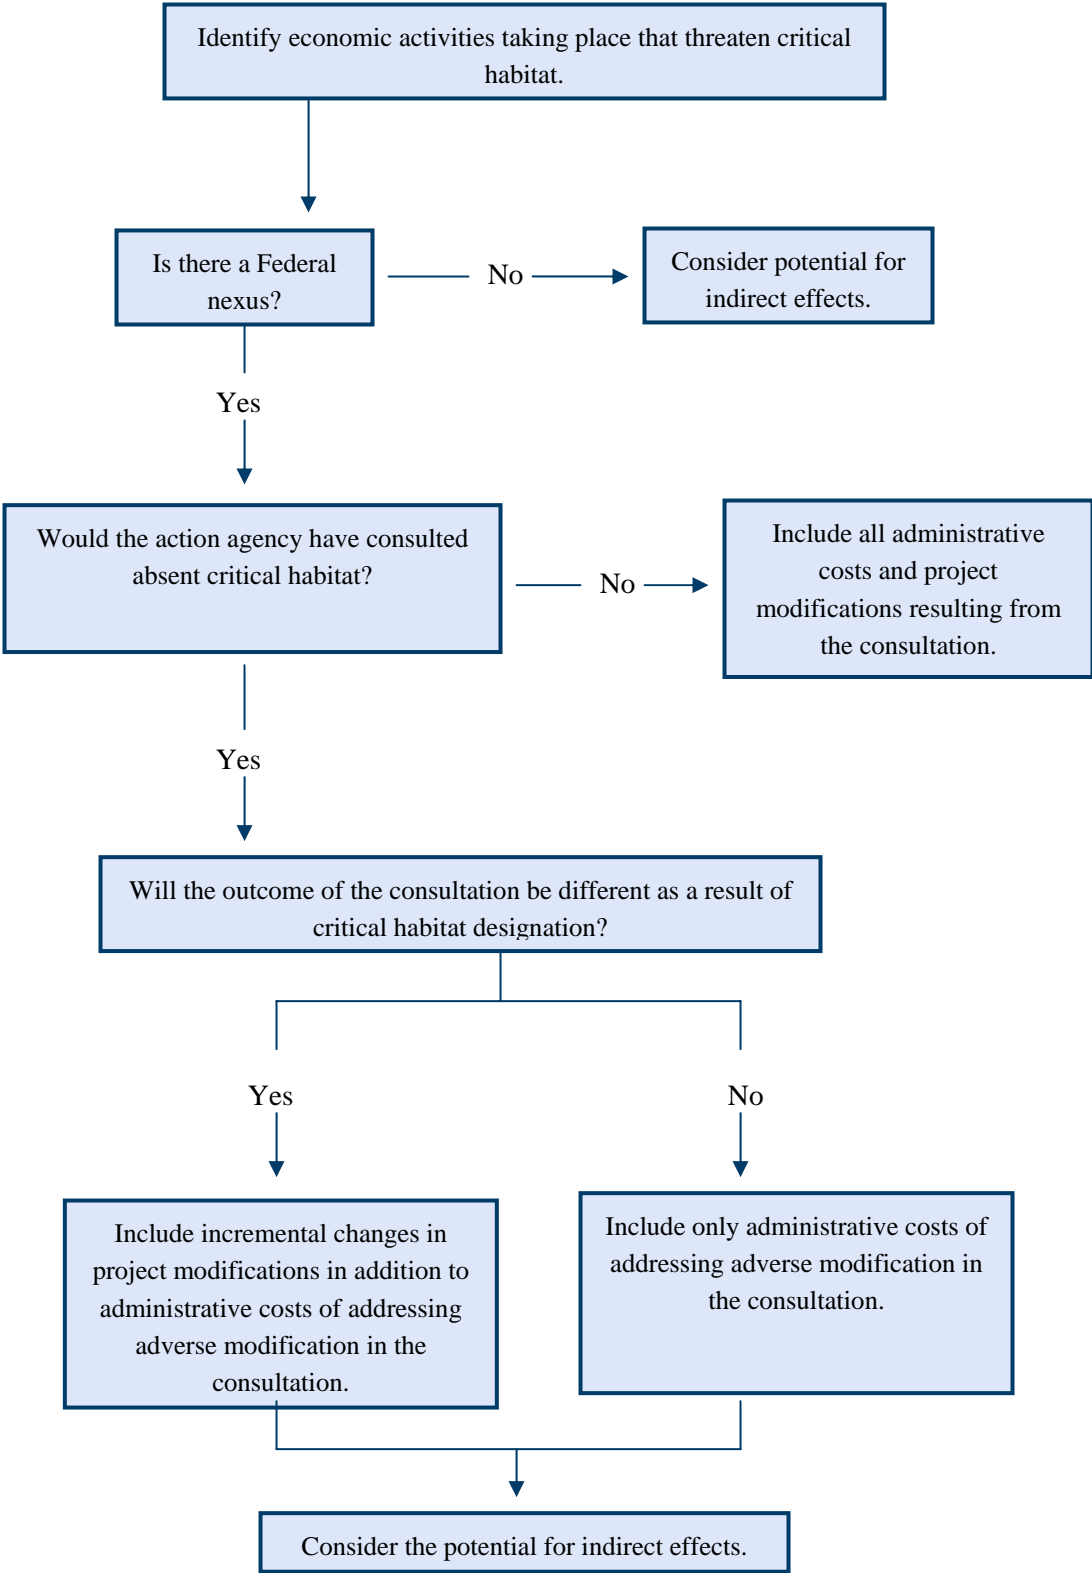 Identify economic activities taking place that threaten critical
habitat.
Is there a Federal
nexus?
No
Consider potential for
indirect effects.
Yes
Would the action agency have consulted
absent critical habitat?
No
Include all administrative
costs and project
modifications resulting from
the consultation.
Yes
Will the outcome of the consultation be different as a result of
critical habitat designation?
Yes
No
Include incremental changes in
project modifications in addition to
administrative costs of addressing
adverse modification in the
consultation.
Include only administrative costs of
addressing adverse modification in
the consultation.
Consider the potential for indirect effects.